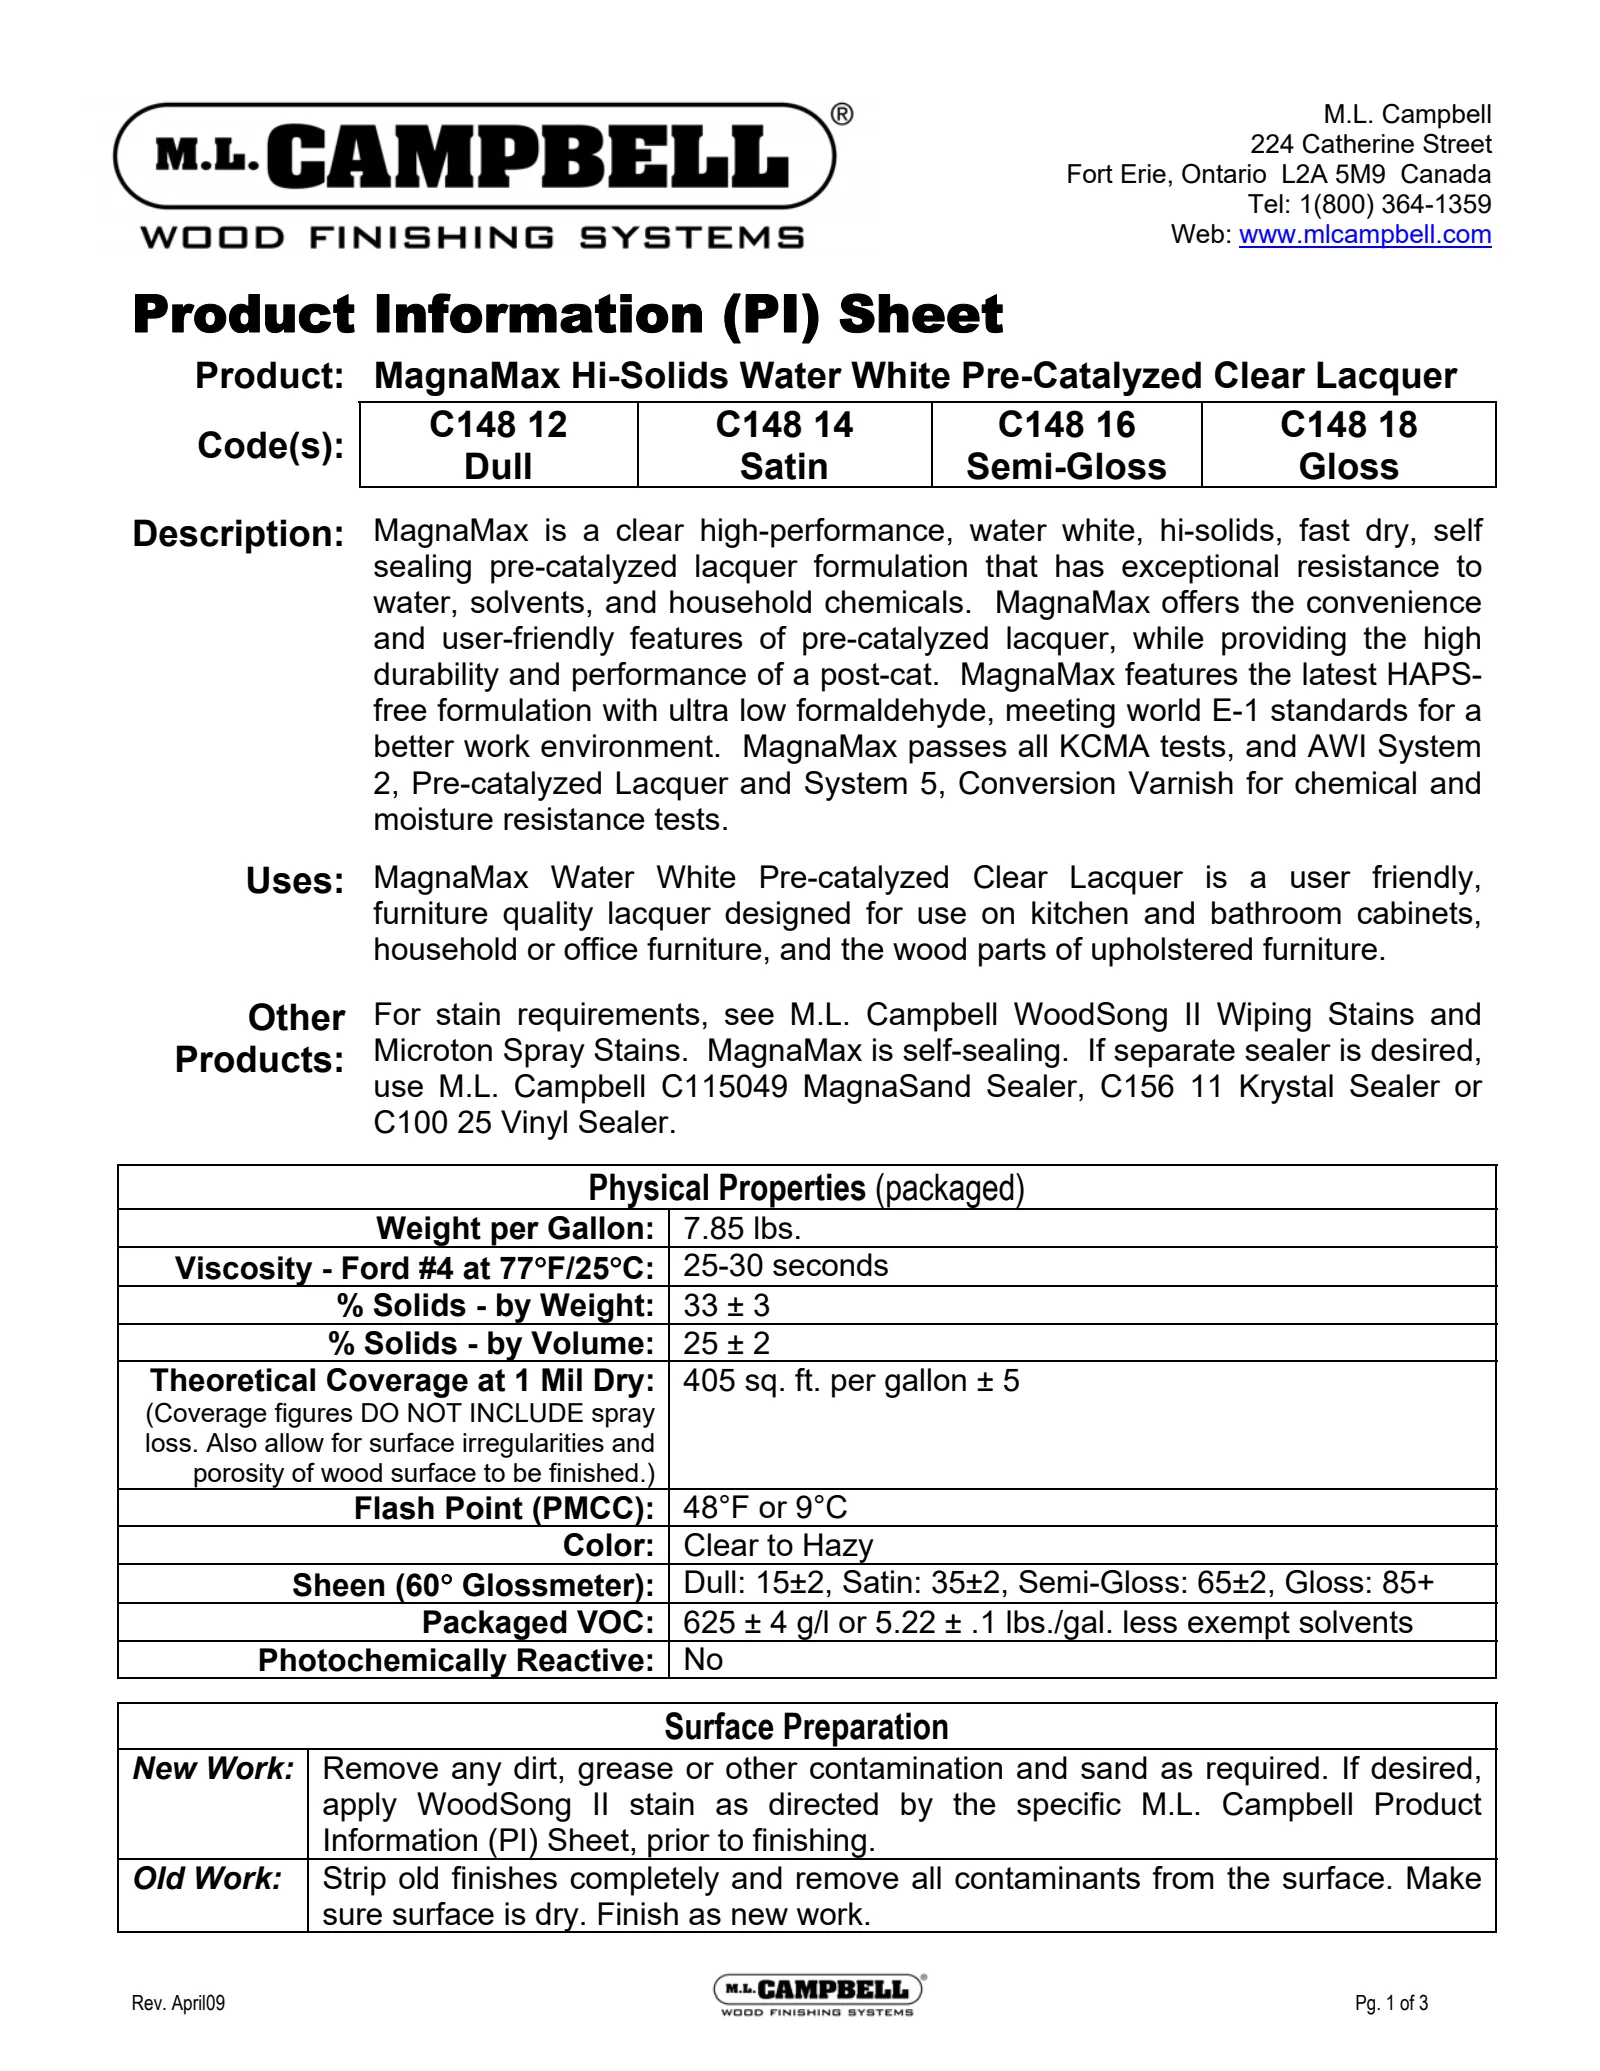 M.L. CAMPBELL®
WOOD FINISHING SYSTEMS
M.L. Campbell
224 Catherine Street
Fort Erie, Ontario  L2A 5M9  Canada
Tel: 1(800) 364-1359
Web: www.mlcampbell.com
Product Information (PI) Sheet
Product: MagnaMax Hi-Solids Water White Pre-Catalyzed Clear Lacquer
Code(s):
C148 12 C148 14 C148 16 C148 18
Dull Satin Semi-Gloss Gloss
Description: MagnaMax is a clear high-performance, water white, hi-solids, fast dry, self
sealing pre-catalyzed lacquer formulation that has exceptional resistance to
water, solvents, and household chemicals.  MagnaMax offers the convenience
and user-friendly features of pre-catalyzed lacquer, while providing the high
durability and performance of a post-cat.  MagnaMax features the latest HAPS-
free formulation with ultra low formaldehyde, meeting world E-1 standards for a
better work environment.  MagnaMax passes all KCMA tests, and AWI System
2, Pre-catalyzed Lacquer and System 5, Conversion Varnish for chemical and
moisture resistance tests.
Uses: MagnaMax Water White Pre-catalyzed Clear Lacquer is a user friendly,
furniture quality lacquer designed for use on kitchen and bathroom cabinets,
household or office furniture, and the wood parts of upholstered furniture.
Other
Products:
For stain requirements, see M.L. Campbell WoodSong II Wiping Stains and
Microton Spray Stains.  MagnaMax is self-sealing.  If separate sealer is desired,
use M.L. Campbell C115049 MagnaSand Sealer, C156 11 Krystal Sealer or
C100 25 Vinyl Sealer.
Physical Properties (packaged)
Weight per Gallon: 7.85 lbs.
Viscosity - Ford #4 at 77°F/25°C: 25-30 seconds
% Solids - by Weight: 33 ± 3
% Solids - by Volume: 25 ± 2
Theoretical Coverage at 1 Mil Dry: 405 sq. ft. per gallon ± 5
(Coverage figures DO NOT INCLUDE spray
loss. Also allow for surface irregularities and
porosity of wood surface to be finished.)
Flash Point (PMCC): 48°F or 9°C
Color: Clear to Hazy
Sheen (60° Glossmeter): Dull: 15±2, Satin: 35±2, Semi-Gloss: 65±2, Gloss: 85+
Packaged VOC: 625 ± 4 g/l or 5.22 ± .1 lbs./gal. less exempt solvents
Photochemically Reactive: No
Surface Preparation
New Work: Remove any dirt, grease or other contamination and sand as required. If desired,
apply WoodSong II stain as directed by the specific M.L. Campbell Product
Information (PI) Sheet, prior to finishing.
Old Work: Strip old finishes completely and remove all contaminants from the surface. Make
sure surface is dry. Finish as new work.
Rev. April09
M.L. CAMPBELL®
WOOD FINISHING SYSTEMS
Pg. 1 of 3